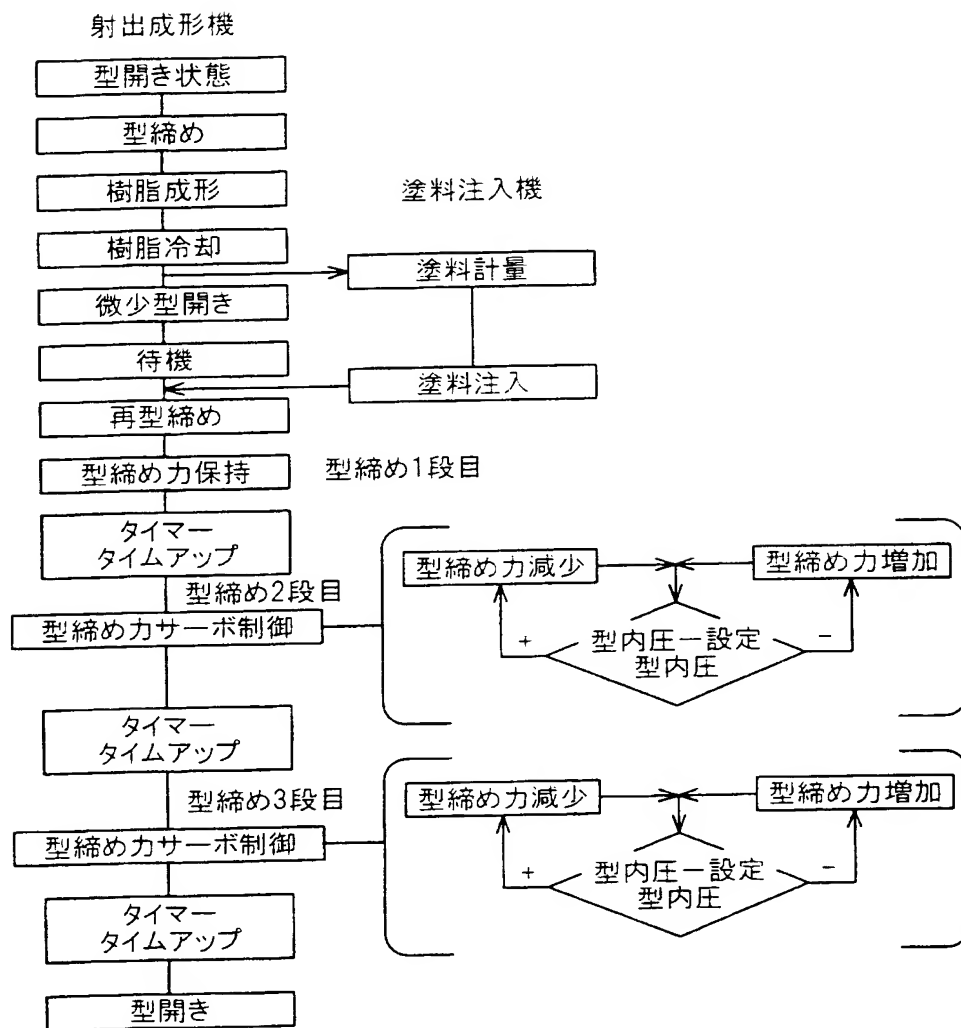 射出成形機
型開き状態
型締め
樹脂成形
塗料注入機
樹脂冷却
塗料計量
微少型開き
待機
塗料注入
再型締め
型締め力保持
型締め1段目
タイマー
タイムアップ
型締め力減少
型締め力増加
型締め2段目
型締め力サーボ制御
+
型内圧ー設定
型内圧
−
タイマー
タイムアップ
型締め3段目
型締め力減少
型締め力増加
型締め力サーボ制御
+
型内圧ー設定
型内圧
−
タイマー
タイムアップ
型開き